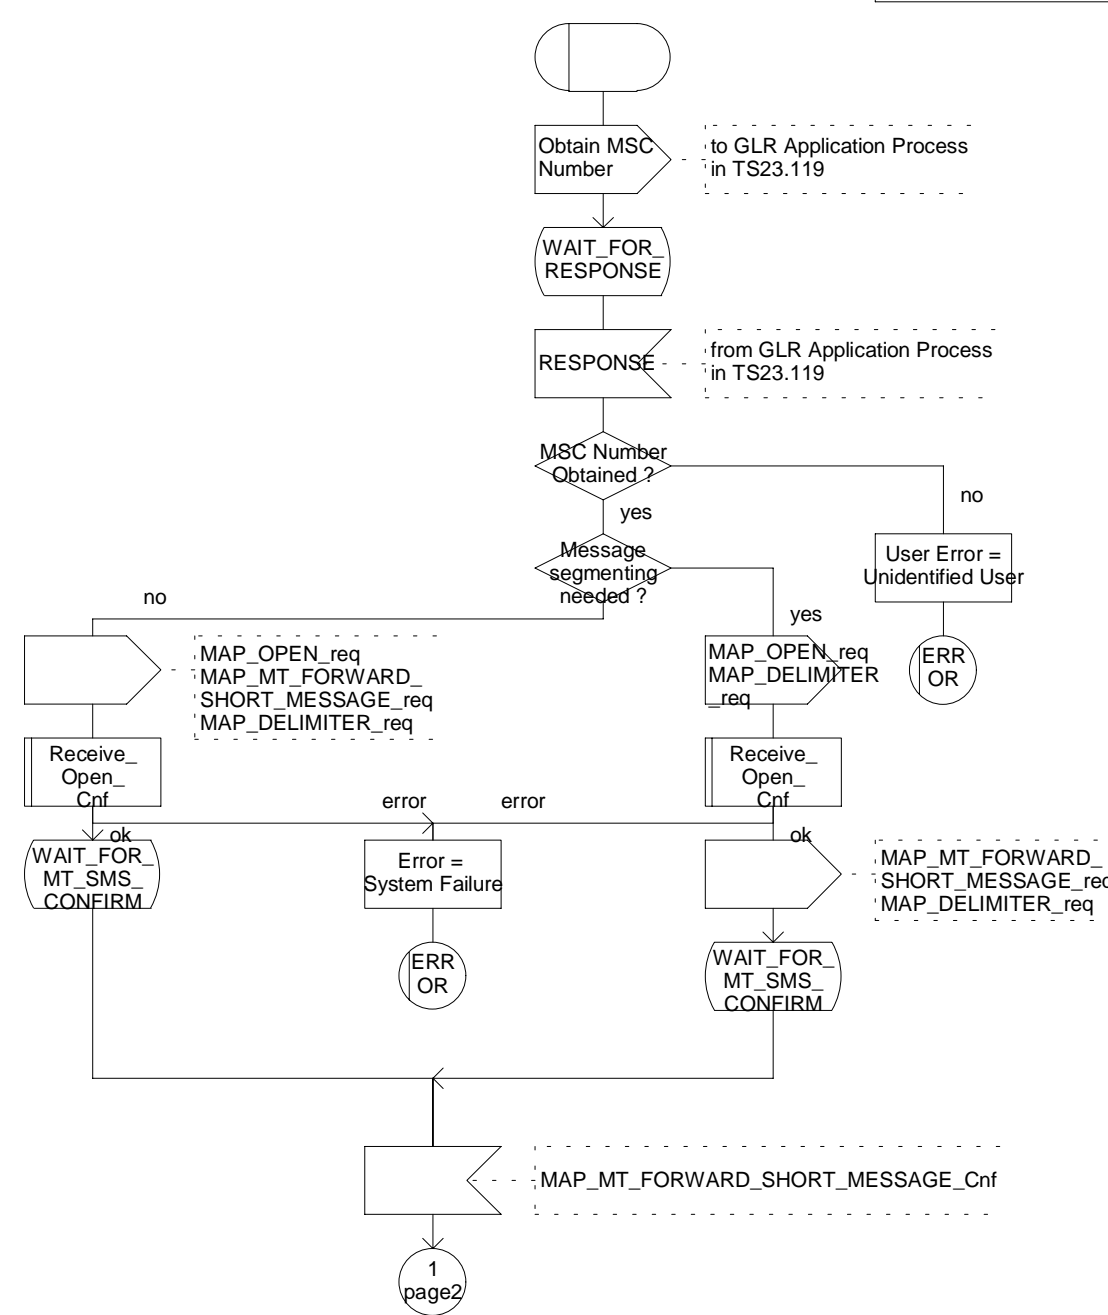 Obtain MSC
Number
to GLR Application Process
in TS23.119
WAIT_FOR_
RESPONSE
RESPONSE
from GLR Application Process
in TS23.119
MSC Number
Obtained ?
no
yes
Message
segmenting
needed ?
User Error =
Unidentified User
no
yes
MAP_OPEN_req
MAP_MT_FORWARD_
SHORT_MESSAGE_req
MAP_DELIMITER_req
MAP_OPEN_req
MAP_DELIMITER
_req
ERR
OR
Receive_
Open_
Cnf
Receive_
Open_
Cnf
error
error
ok
ok
WAIT_FOR_
MT_SMS_
CONFIRM
Error =
System Failure
MAP_MT_FORWARD_
SHORT_MESSAGE_req
MAP_DELIMITER_req
ERR
OR
WAIT_FOR_
MT_SMS_
CONFIRM
MAP_MT_FORWARD_SHORT_MESSAGE_Cnf
1
page2